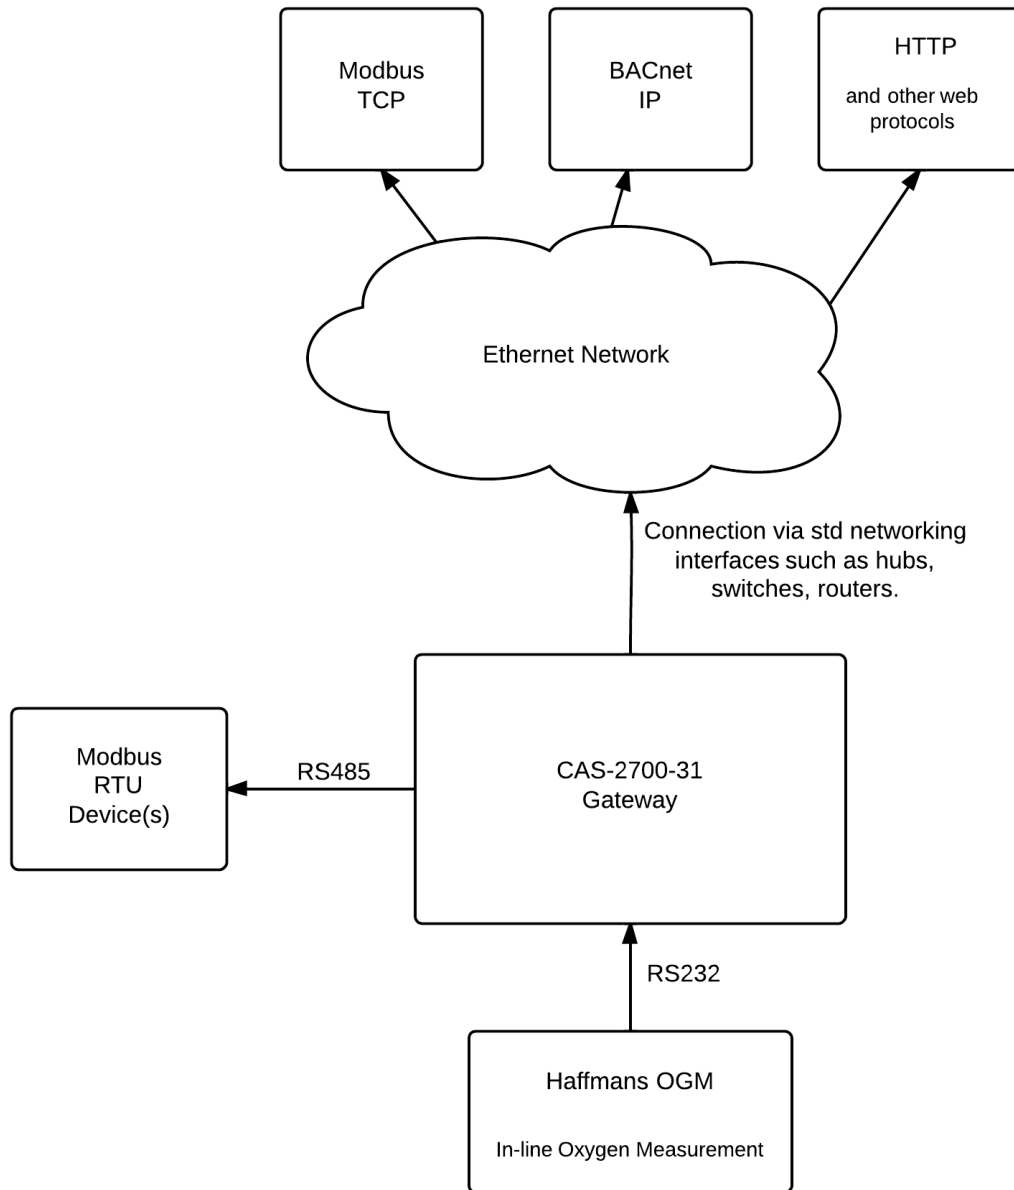 Modbus
TCP
BACnet
IP
HTTP
and other web
protocols
Ethernet Network
Connection via std networking
interfaces such as hubs,
switches, routers.
Modbus
RTU
Device(s)
RS485
CAS-2700-31
Gateway
RS232
Haffmans OGM
In-line Oxygen Measurement